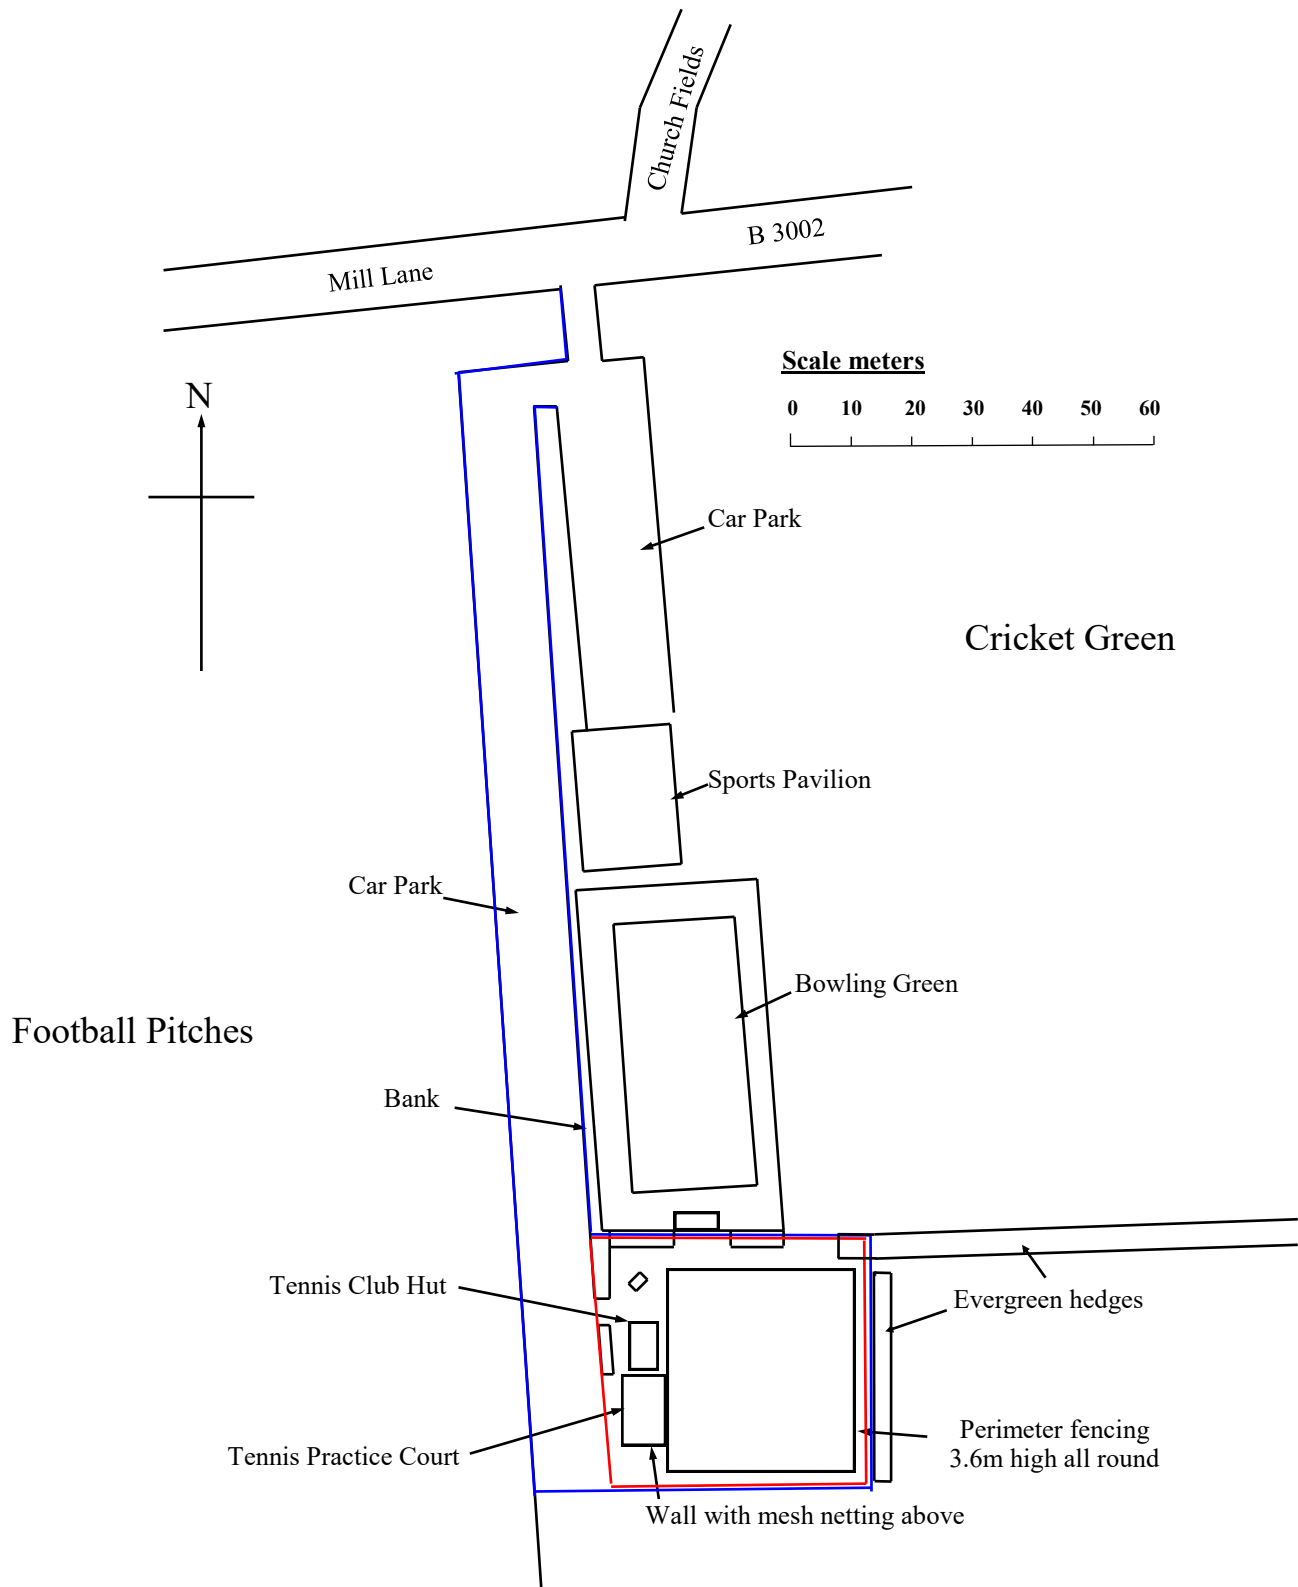 Church Fields
B 3002
Mill Lane
Scale meters
0 10 20 30 40 50 60
N
Car Park
Cricket Green
Sports Pavilion
Car Park
Bowling Green
Football Pitches
Bank
Tennis Club Hut
Evergreen hedges
Perimeter fencing
3.6m high all round
Tennis Practice Court
Wall with mesh netting above